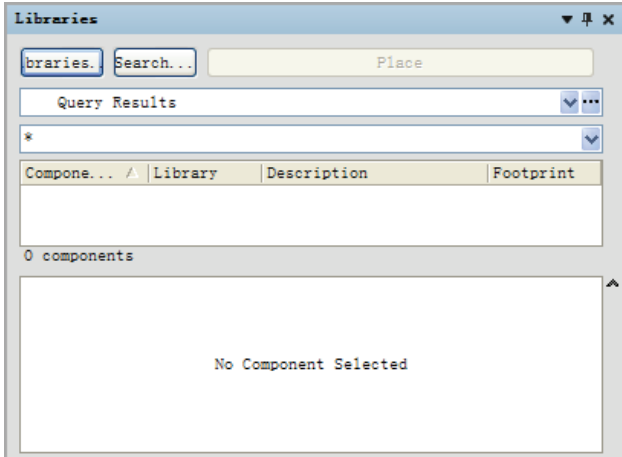 Libraries
braries. Search... Place
Query Results
*
Compone... Library Description Footprint
0 components
No Component Selected